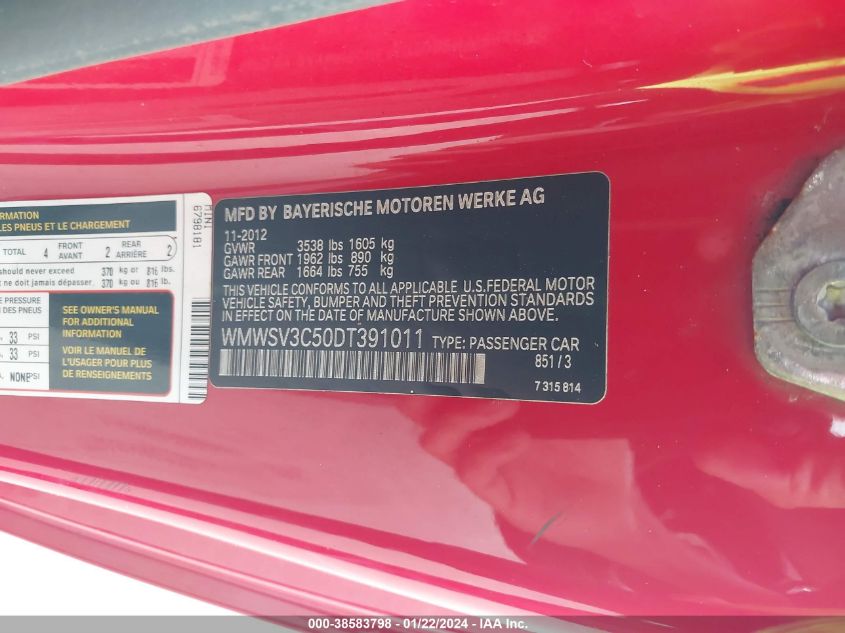 RMATION
LES PNEUS ET LE CHARGEMENT
TOTAL 4 FRONT AVANT 2 REAR ARRIÈRE 2
should never exceed 370 kg or 816 lbs.
t ne doit jamais dépasser 370 kg ou 816 lb.
PRESSURE
DES PNEUS
33 PSI
33 PSI
NONE PSI
SEE OWNER'S MANUAL
FOR ADDITIONAL
INFORMATION
VOIR LE MANUEL DE
L'USAGER POUR PLUS
DE RENSEIGNEMENTS
MINI
6798181
MFD BY BAYERISCHE MOTOREN WERKE AG
11-2012
GVWR 3538 lbs 1605 kg
GAWR FRONT 1962 lbs 890 kg
GAWR REAR 1664 lbs 755 kg
THIS VEHICLE CONFORMS TO ALL APPLICABLE U.S.FEDERAL MOTOR
VEHICLE SAFETY, BUMPER AND THEFT PREVENTION STANDARDS
IN EFFECT ON THE DATE OF MANUFACTURE SHOWN ABOVE.
WMWSV3C50DT391011 TYPE: PASSENGER CAR
851/3
7 315 814
000-38583798 - 01/22/2024 - IAAI.com